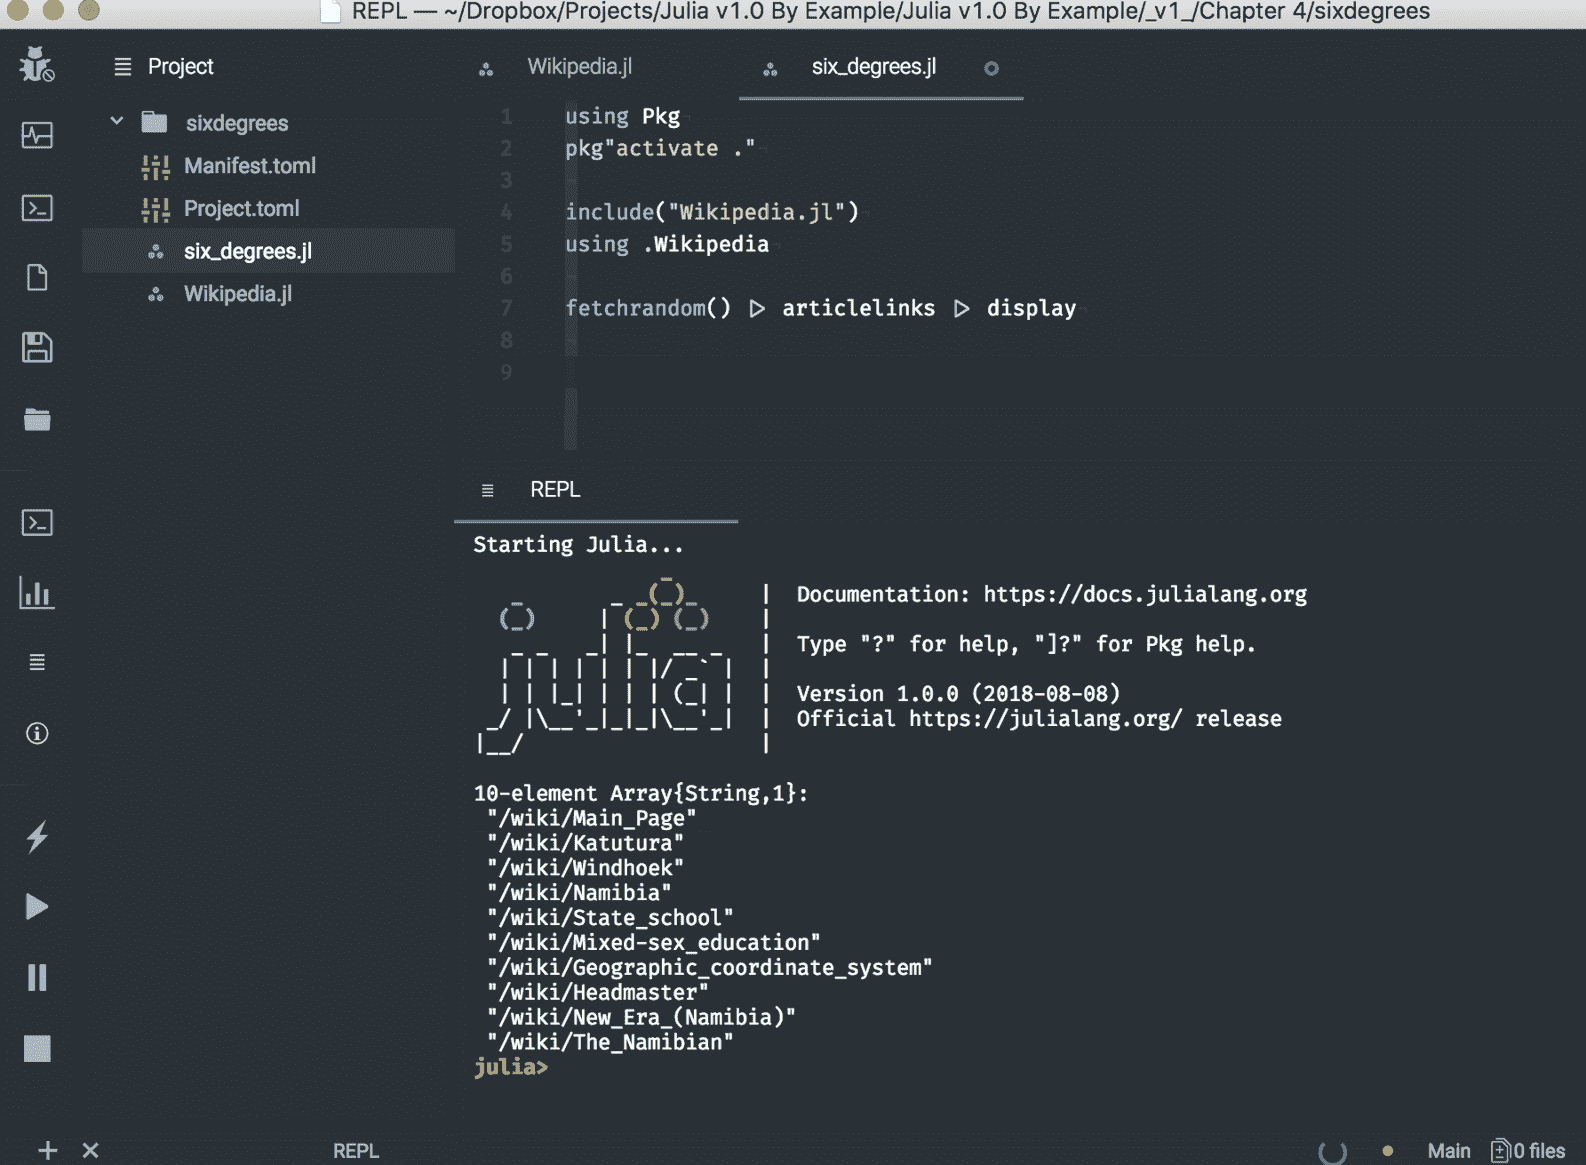 REPL — ~/Dropbox/Projects/Julia v1.0 By Example/Julia v1.0 By Example/_v1_/Chapter 4/sixdegrees
Project
sixdegrees
Manifest.toml
Project.toml
six_degrees.jl
Wikipedia.jl
Wikipedia.jl six_degrees.jl
1 using Pkg
2 pkg"activate ."
3
4 include("Wikipedia.jl")
5 using .Wikipedia
6
7 fetchrandom() ▷ articlelinks ▷ display
8
9
REPL
Starting Julia...
julia
Documentation: https://docs.julialang.org
Type "?" for help, "]?" for Pkg help.
Version 1.0.0 (2018-08-08)
Official https://julialang.org/ release
10-element Array{String,1}:
"/wiki/Main_Page"
"/wiki/Katutura"
"/wiki/Windhoek"
"/wiki/Namibia"
"/wiki/State_school"
"/wiki/Mixed-sex_education"
"/wiki/Geographic_coordinate_system"
"/wiki/Headmaster"
"/wiki/New_Era_(Namibia)"
"/wiki/The_Namibian"
julia>
REPL Main 0 files